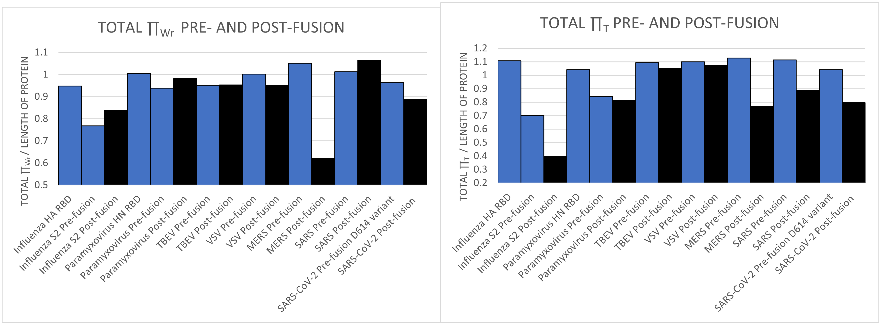 TOTAL ∏Wr PRE- AND POST-FUSION
TOTAL ∏Wr / LENGTH OF PROTEIN
1.1
1
0.9
0.8
0.7
0.6
0.5
Influenza HA RBD
Influenza S2 Pre-fusion
Influenza S2 Post-fusion
Paramyxovirus HN RBD
Paramyxovirus Pre-fusion
Paramyxovirus Post-fusion
TBEV Pre-fusion
TBEV Post-fusion
VSV Pre-fusion
VSV Post-fusion
MERS Pre-fusion
MERS Post-fusion
SARS Pre-fusion
SARS Post-fusion
SARS-CoV-2 Pre-fusion D614 variant
SARS-CoV-2 Post-fusion
TOTAL ∏T PRE- AND POST-FUSION
TOTAL ∏T / LENGTH OF PROTEIN
1.2
1.1
1
0.9
0.8
0.7
0.6
0.5
0.4
0.3
0.2
Influenza HA RBD
Influenza S2 Pre-fusion
Influenza S2 Post-fusion
Paramyxovirus HN RBD
Paramyxovirus Pre-fusion
Paramyxovirus Post-fusion
TBEV Pre-fusion
TBEV Post-fusion
VSV Pre-fusion
VSV Post-fusion
MERS Pre-fusion
MERS Post-fusion
SARS Pre-fusion
SARS Post-fusion
SARS-CoV-2 Pre-fusion D614 variant
SARS-CoV-2 Post-fusion